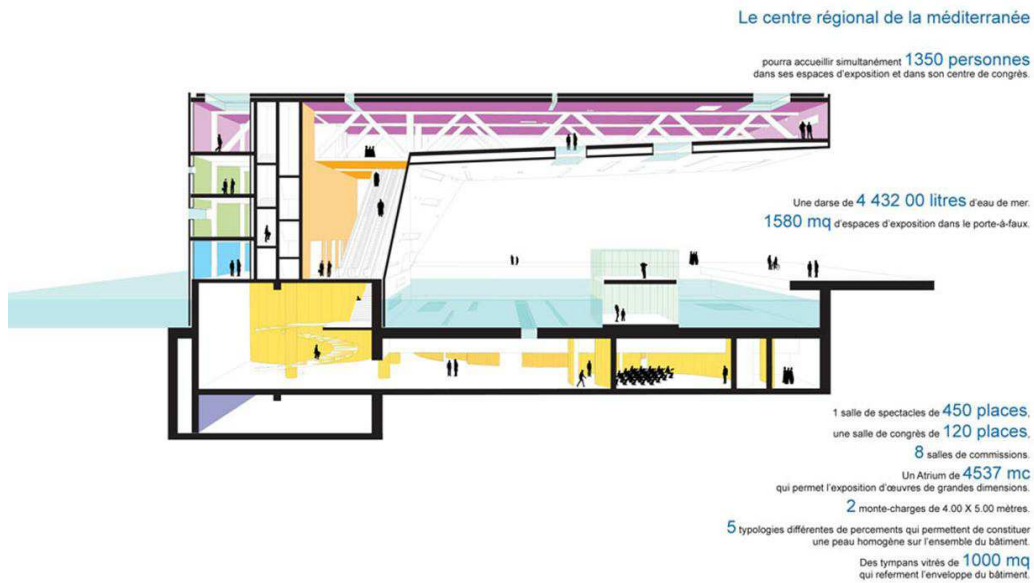 Le centre régional de la méditerranée
pourra accueillir simultanément 1350 personnes
dans ses espaces d'exposition et dans son centre de congrès.
Une darse de 4 432 00 litres d'eau de mer.
1580 mq d'espaces d'exposition dans le porte-à-faux.
1 salle de spectacles de 450 places,
une salle de congrès de 120 places,
8 salles de commissions.
Un Atrium de 4537 mc
qui permet l'exposition d'œuvres de grandes dimensions.
2 monte-charges de 4.00 X 5.00 mètres.
5 typologies différentes de percements qui permettent de constituer
une peau homogène sur l'ensemble du bâtiment.
Des tympans vitrés de 1000 mq
qui referment l'enveloppe du bâtiment.